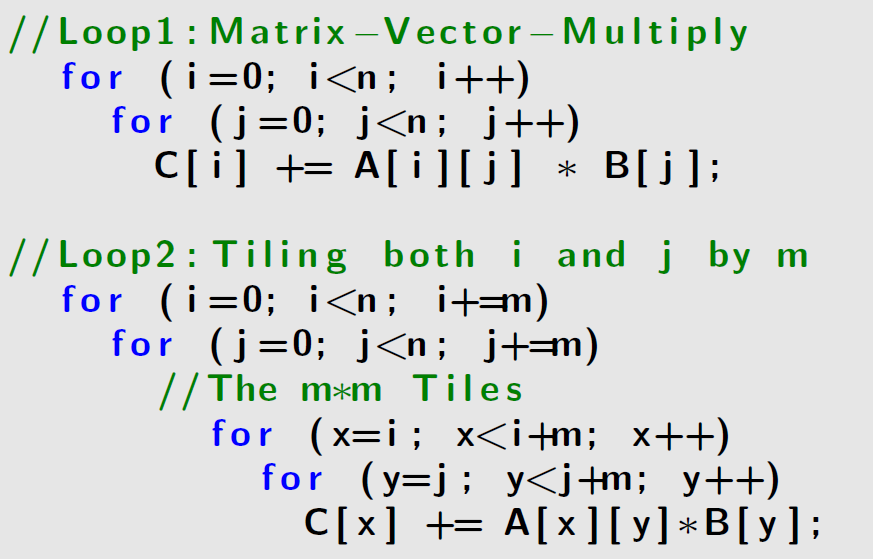 //Loop1:Matrix-Vector-Multiply
for (i=0; i<n; i++)
for (j=0; j<n; j++)
C[i] += A[i][j] * B[j];
//Loop2:Tiling both i and j by m
for (i=0; i<n; i+=m)
for (j=0; j<n; j+=m)
//The m*m Tiles
for (x=i; x<i+m; x++)
for (y=j; y<j+m; y++)
C[x] += A[x][y]*B[y];